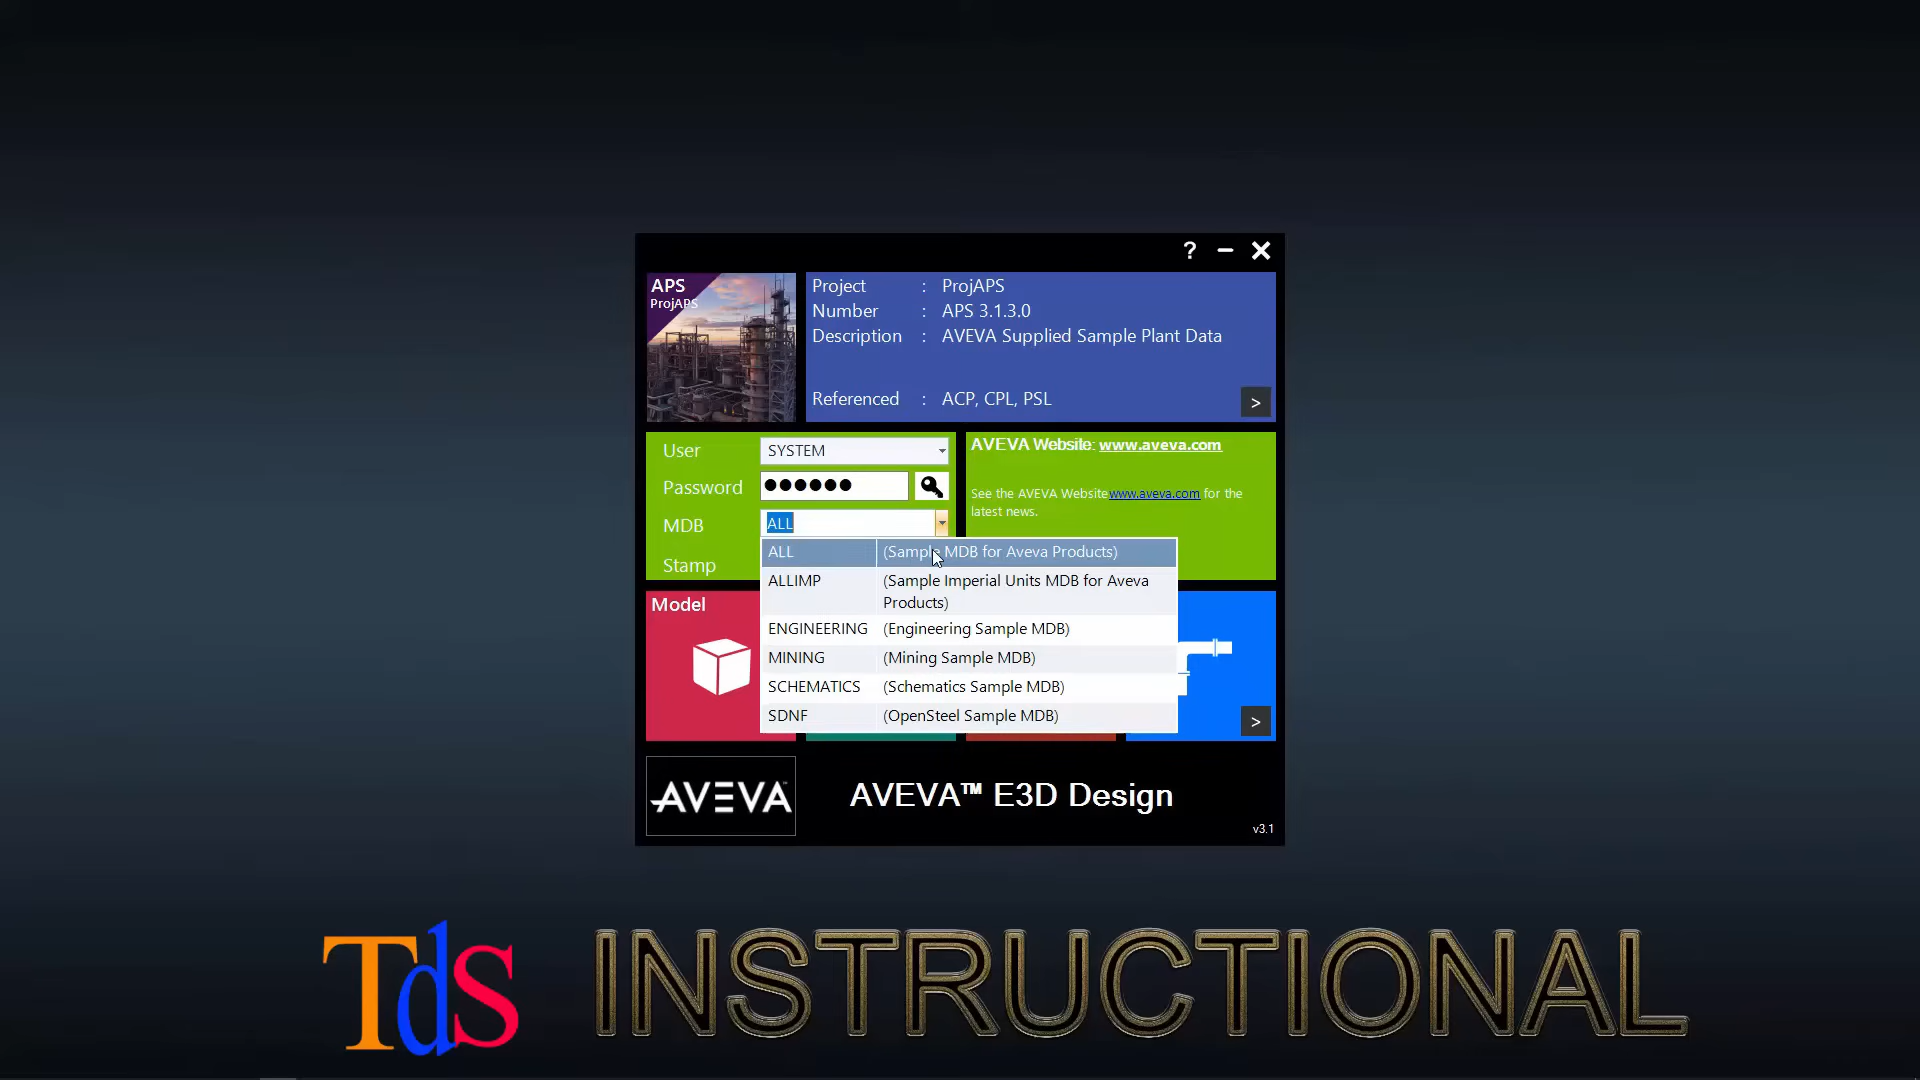 ?
APS
ProjAPS
Project : ProjAPS
Number : APS 3.1.3.0
Description : AVEVA Supplied Sample Plant Data
Referenced : ACP, CPL, PSL
>
User SYSTEM
Password ●●●●●●
MDB ALL
Stamp
AVEVA Website: www.aveva.com
See the AVEVA Website www.aveva.com for the
latest news.
ALL (Sample MDB for Aveva Products)
ALLIMP (Sample Imperial Units MDB for Aveva
Products)
ENGINEERING (Engineering Sample MDB)
MINING (Mining Sample MDB)
SCHEMATICS (Schematics Sample MDB)
SDNF (OpenSteel Sample MDB)
Model
>
AVEVA™
AVEVA™ E3D Design
v3.1
TdS INSTRUCTIONAL